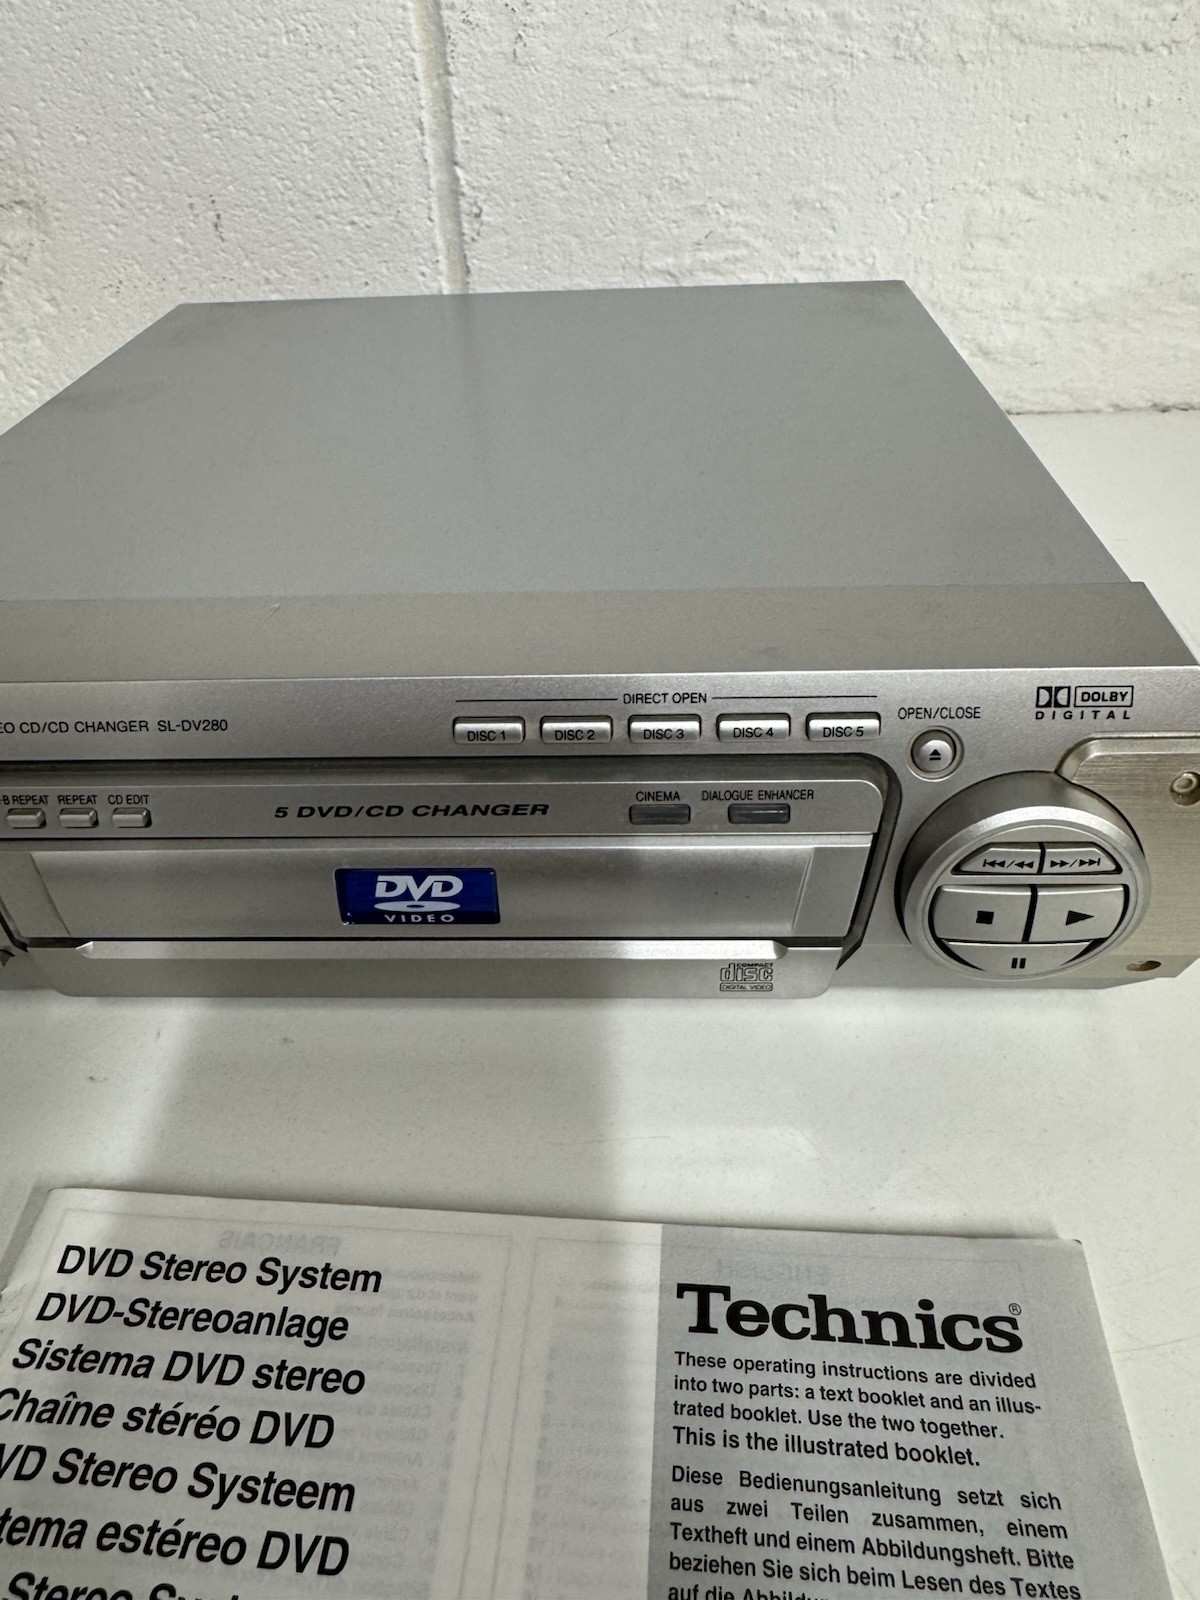 EO CD/CD CHANGER SL-DV280
DIRECT OPEN
DISC 1 DISC 2 DISC 3 DISC 4 DISC 5
OPEN/CLOSE
DOLBY
DIGITAL
-B REPEAT REPEAT CD EDIT
5 DVD/CD CHANGER
CINEMA DIALOGUE ENHANCER
DVD
VIDEO
COMPACT
disc
DIGITAL VIDEO
DVD Stereo System
DVD-Stereoanlage
Sistema DVD stereo
Chaîne stéréo DVD
VD Stereo Systeem
tema estéreo DVD
Stereo
Technics®
These operating instructions are divided
into two parts: a text booklet and an illus-
trated booklet. Use the two together.
This is the illustrated booklet.
Diese Bedienungsanleitung setzt sich
aus zwei Teilen zusammen, einem
Textheft und einem Abbildungsheft. Bitte
beziehen Sie sich beim Lesen des Textes
auf die